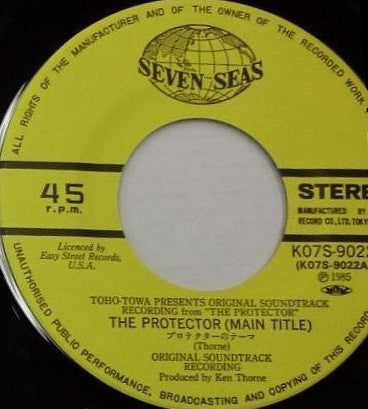 ALL RIGHTS OF THE MANUFACTURER AND OF THE OWNER OF THE RECORDED WORK
SEVEN SEAS
45
r.p.m.
STERE
MANUFACTURED BY
RECORD CO., LTD. TOKY
Licenced by
Easy Street Records,
U.S.A.
K07S-902
(K07S-9022A
Ⓟ1985
TOHO-TOWA PRESENTS ORIGINAL SOUNDTRACK
RECORDING from "THE PROTECTOR"
THE PROTECTOR (MAIN TITLE)
プロテクターのテーマ
(Thorne)
ORIGINAL SOUNDTRACK
RECORDING
Produced by Ken Thorne
UNAUTHORISED PUBLIC PERFORMANCE, BROADCASTING AND COPYING OF THIS RECOR